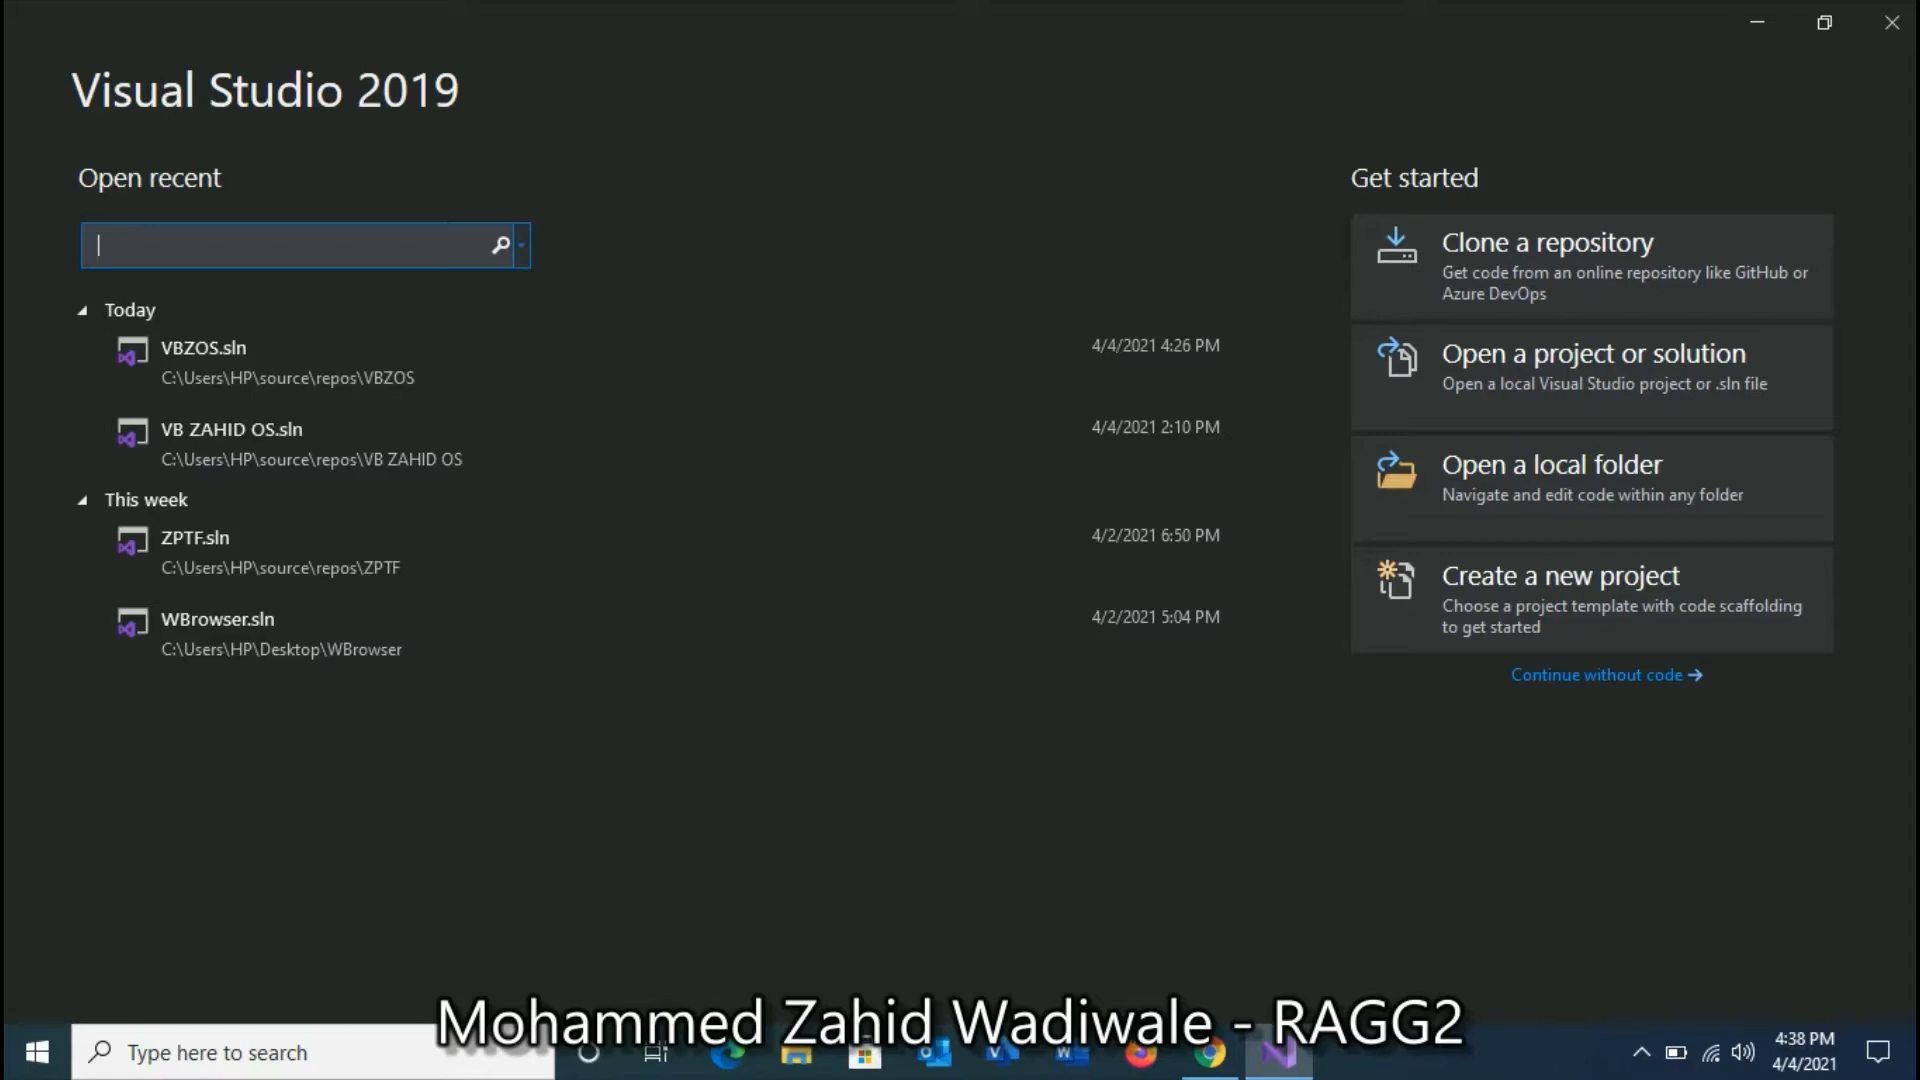 Visual Studio 2019
Open recent
Today
VBZOS.sln
4/4/2021 4:26 PM
C:\Users\HP\source\repos\VBZOS
VB ZAHID OS.sln
4/4/2021 2:10 PM
C:\Users\HP\source\repos\VB ZAHID OS
This week
ZPTF.sln
4/2/2021 6:50 PM
C:\Users\HP\source\repos\ZPTF
WBrowser.sln
4/2/2021 5:04 PM
C:\Users\HP\Desktop\WBrowser
Get started
Clone a repository
Get code from an online repository like GitHub or
Azure DevOps
Open a project or solution
Open a local Visual Studio project or .sln file
Open a local folder
Navigate and edit code within any folder
Create a new project
Choose a project template with code scaffolding
to get started
Continue without code
Mohammed Zahid Wadiwale - RAGG2
Type here to search
4:38 PM
4/4/2021